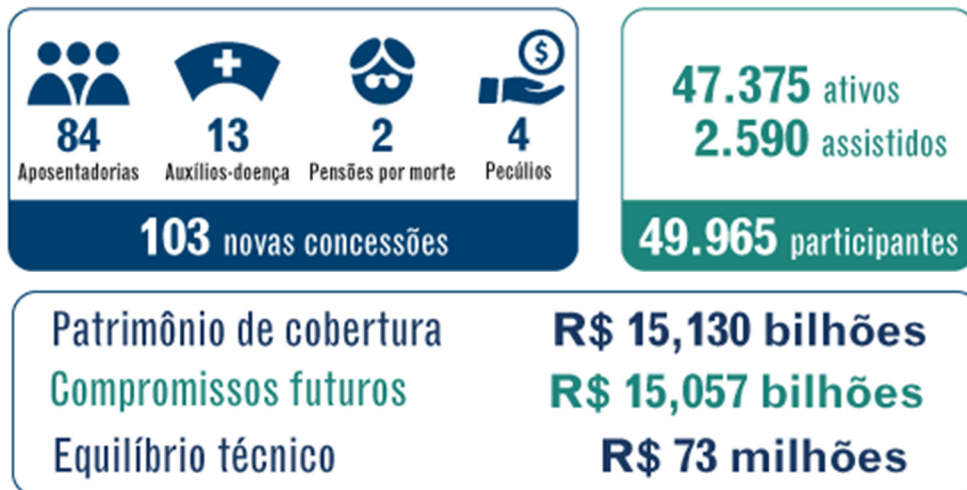 84
Aposentadorias
13
Auxílios-doença
2
Pensões por morte
$
4
Pecúlios
103 novas concessões
47.375 ativos
2.590 assistidos
49.965 participantes
Patrimônio de cobertura R$ 15,130 bilhões
Compromissos futuros R$ 15,057 bilhões
Equilíbrio técnico R$ 73 milhões